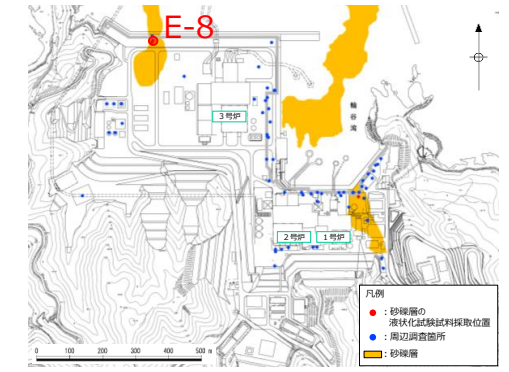 E-8
3号炉
輪谷湾
2号炉
1号炉
凡例
：砂礫層の
液状化試験試料採取位置
：周辺調査箇所
：砂礫層
0 100 200 300 400 500 m